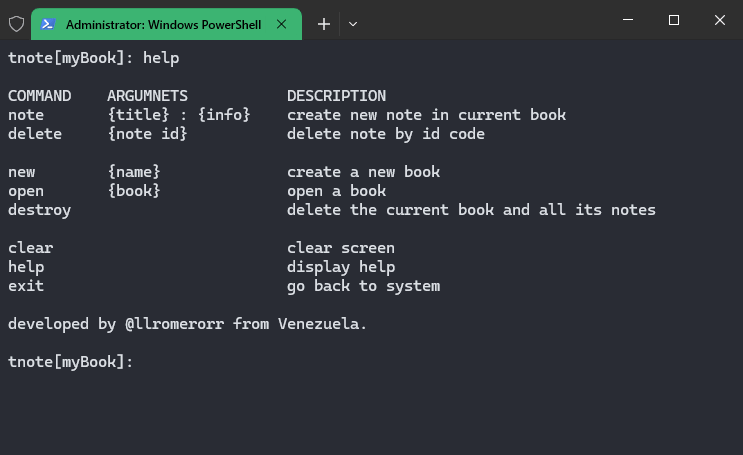 Administrator: Windows PowerShell
tnote[myBook]: help
COMMAND    ARGUMNETS           DESCRIPTION
note       {title} : {info}    create new note in current book
delete     {note id}           delete note by id code
new        {name}              create a new book
open       {book}              open a book
destroy                        delete the current book and all its notes
clear                          clear screen
help                           display help
exit                           go back to system
developed by @llromerorr from Venezuela.
tnote[myBook]: